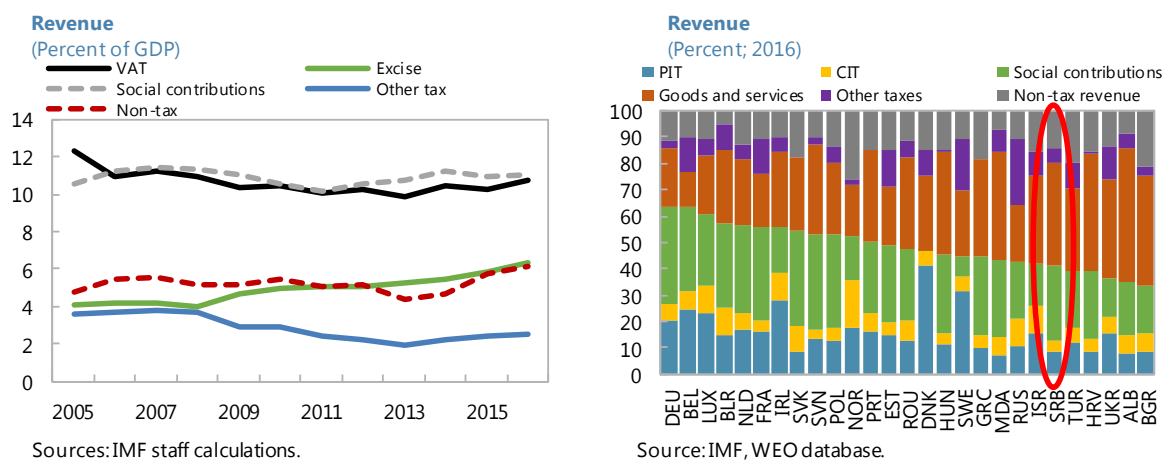 Revenue
(Percent of GDP)
VAT
Excise
Social contributions
Other tax
Non-tax
14
12
10
8
6
4
2
0
2005 2007 2009 2011 2013 2015
Sources: IMF staff calculations.
Revenue
(Percent; 2016)
PIT
CIT
Social contributions
Goods and services
Other taxes
Non-tax revenue
100
90
80
70
60
50
40
30
20
10
0
DEU
BEL
LUX
BLR
NLD
FRA
IRL
SVK
SVN
POL
NOR
PRT
EST
ROU
DNK
HUN
SWE
GRC
MDA
RUS
ISR
SRB
TUR
HRV
UKR
ALB
BGR
Source: IMF, WEO database.